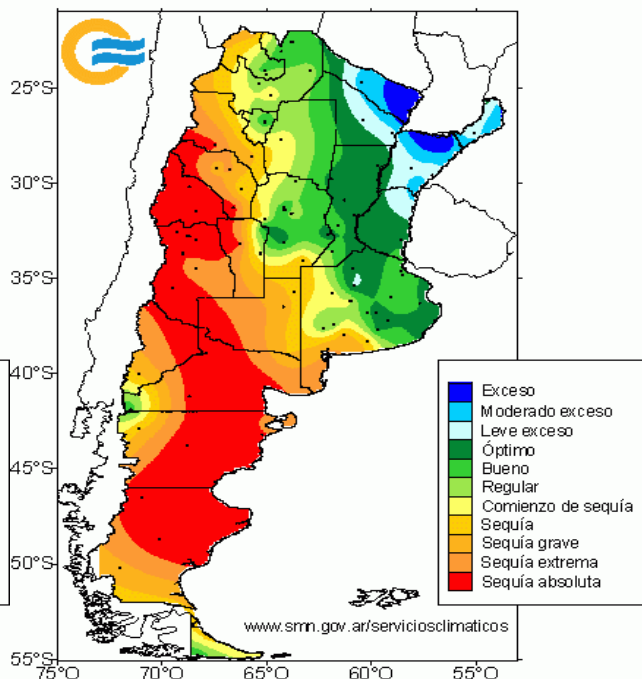 25°S
30°S
35°S
40°S
45°S
50°S
55°S
75°O
70°O
65°O
60°O
55°O
Exceso
Moderado exceso
Leve exceso
Óptimo
Bueno
Regular
Comienzo de sequía
Sequía
Sequía grave
Sequía extrema
Sequía absoluta
www.smn.gov.ar/serviciosclimaticos